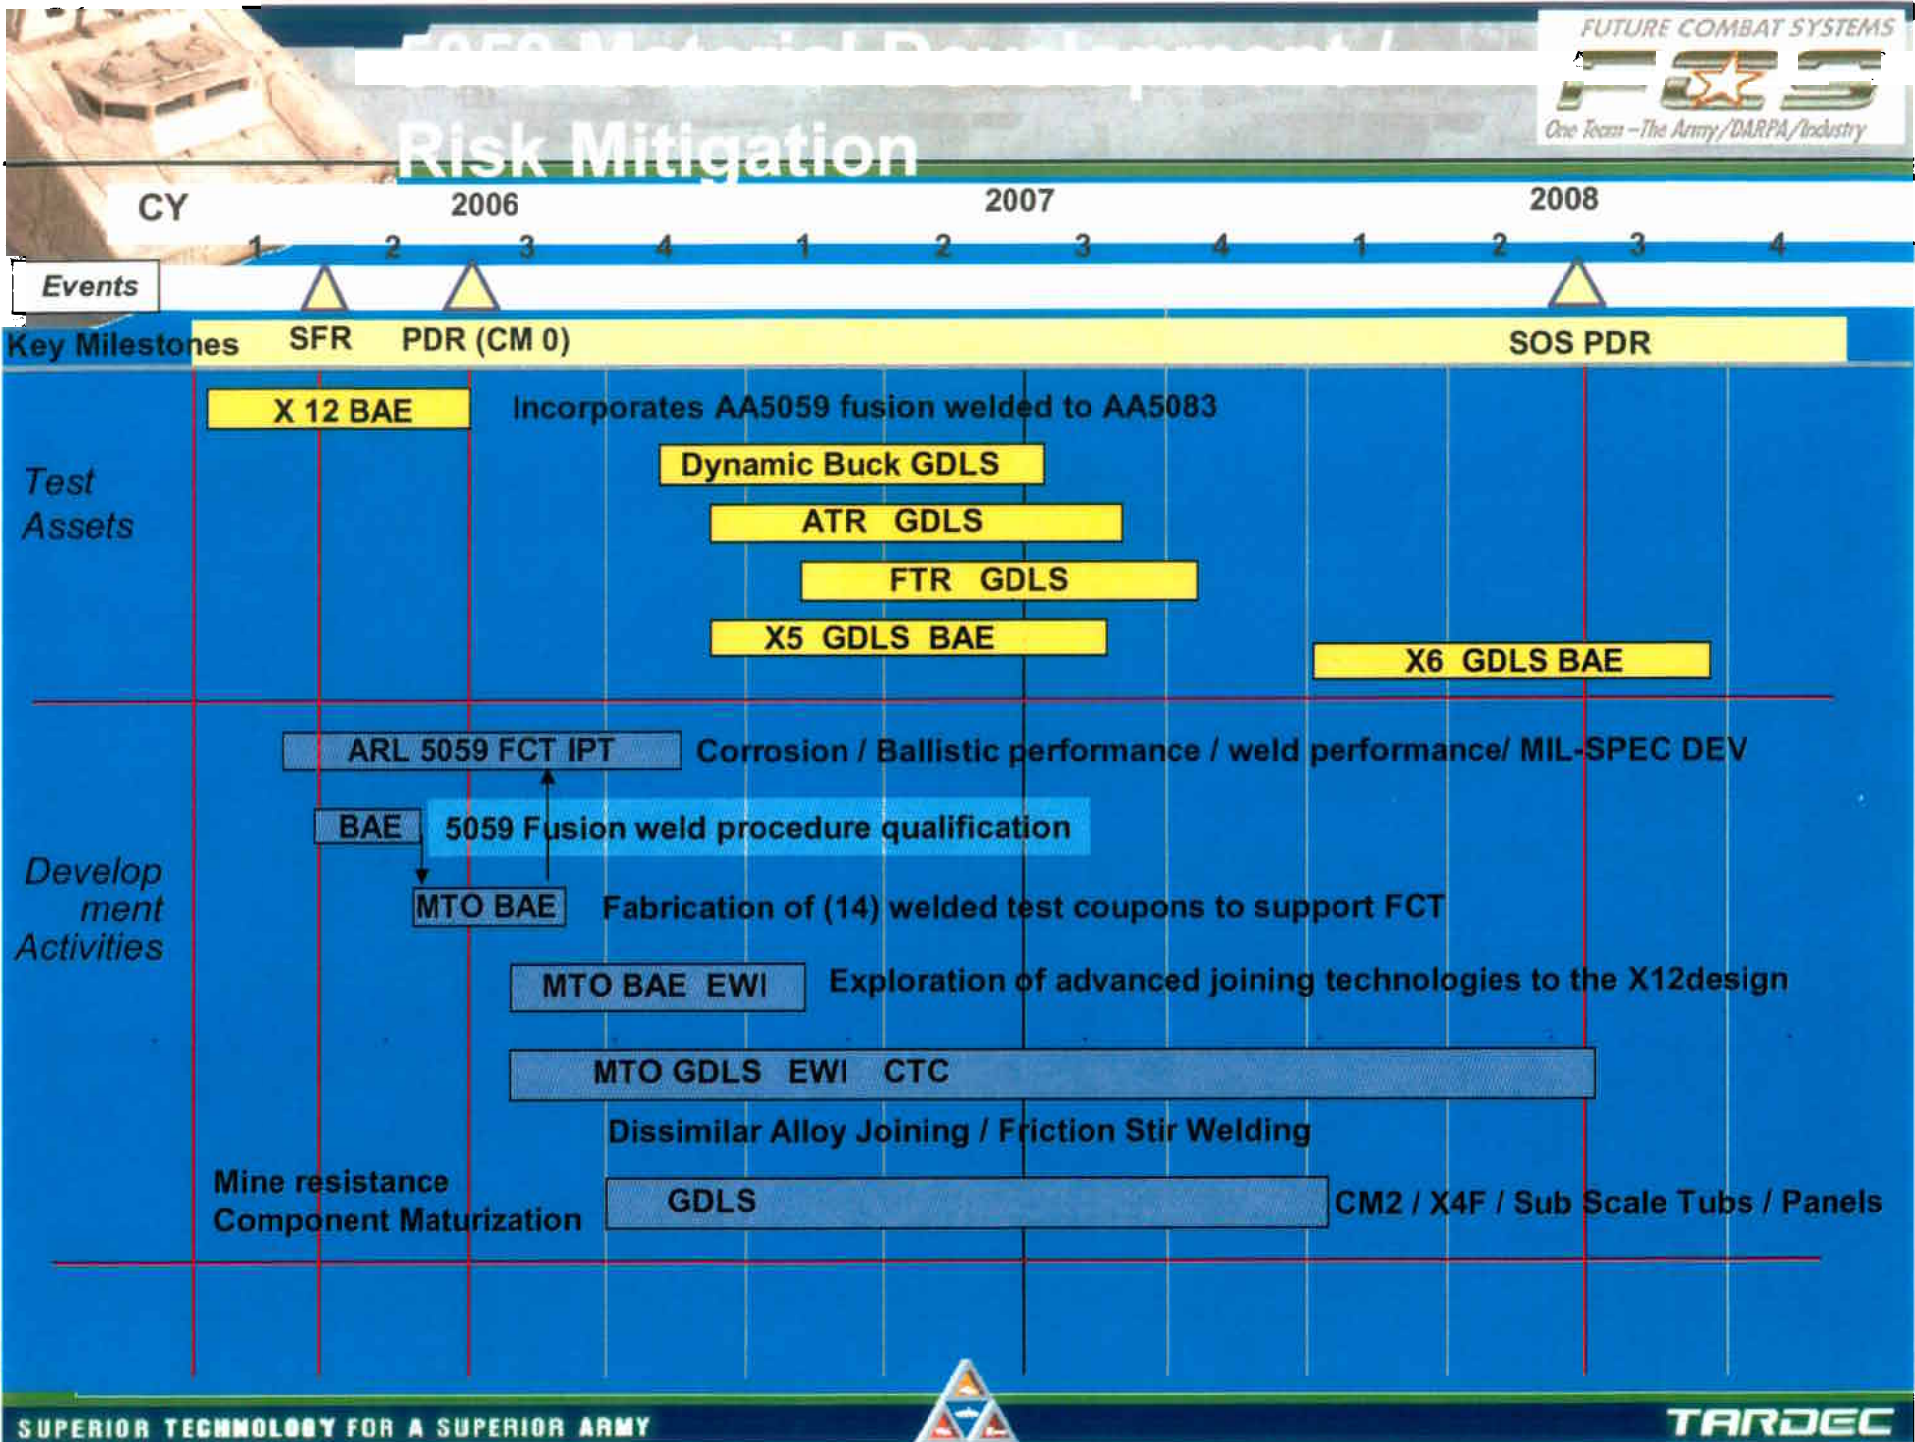 FUTURE COMBAT SYSTEMS
5059 Material Development /
FCS
One Team –The Army/DARPA/Industry
Risk Mitigation
CY 2006 2007 2008
1 2 3 4 1 2 3 4 1 2 3 4
Events
Key Milestones SFR PDR (CM 0) SOS PDR
X 12 BAE Incorporates AA5059 fusion welded to AA5083
Test
Assets
Dynamic Buck GDLS
ATR GDLS
FTR GDLS
X5 GDLS BAE
X6 GDLS BAE
ARL 5059 FCT IPT Corrosion / Ballistic performance / weld performance/ MIL-SPEC DEV
BAE 5059 Fusion weld procedure qualification
Develop
ment
Activities
MTO BAE Fabrication of (14) welded test coupons to support FCT
MTO BAE EWI Exploration of advanced joining technologies to the X12design
MTO GDLS EWI CTC
Dissimilar Alloy Joining / Friction Stir Welding
Mine resistance
Component Maturization
GDLS CM2 / X4F / Sub Scale Tubs / Panels
SUPERIOR TECHNOLOGY FOR A SUPERIOR ARMY
TARDEC